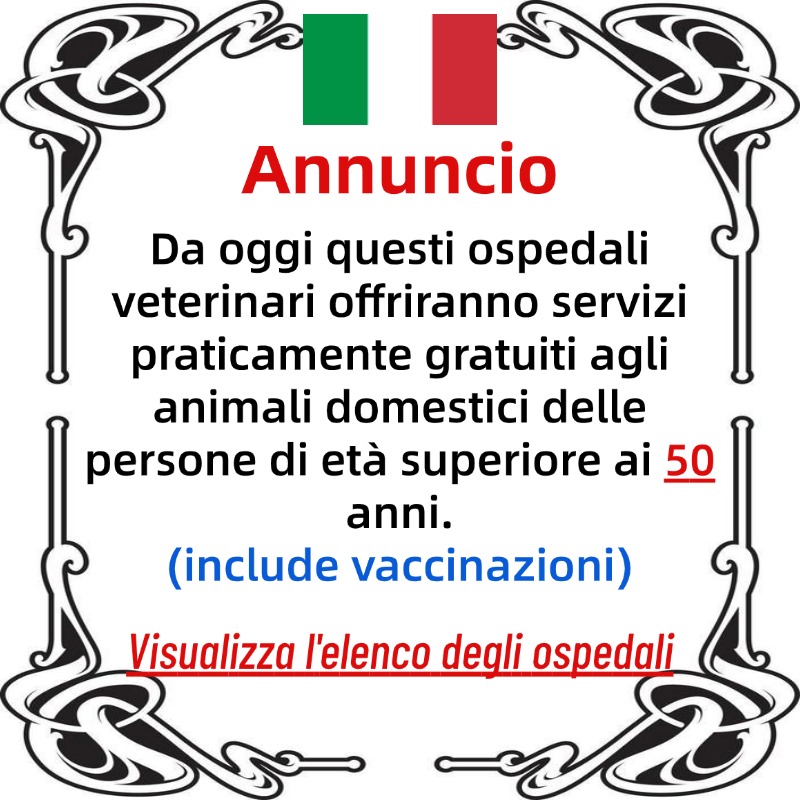 Annuncio
Da oggi questi ospedali
veterinari offriranno servizi
praticamente gratuiti agli
animali domestici delle
persone di età superiore ai 50
anni.
(include vaccinazioni)
Visualizza l'elenco degli ospedali